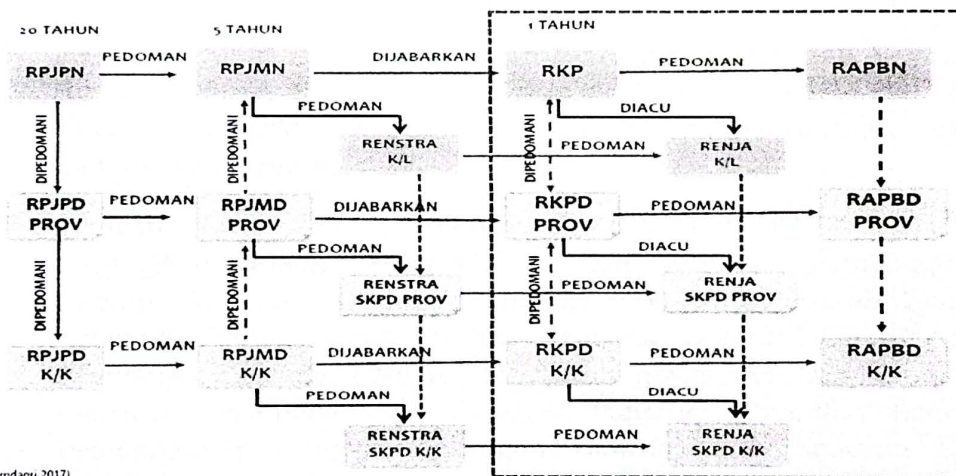 20 TAHUN
5 TAHUN
1 TAHUN
RPJPN
PEDOMAN
RPJMN
DIJABARKAN
RKP
PEDOMAN
RAPBN
PEDOMAN
DIACU
RENSTRA
K/L
PEDOMAN
RENJA
K/L
DIPEDOMANI
DIPEDOMANI
DIPEDOMANI
RPJPD
PROV
PEDOMAN
RPJMD
PROV
DIJABARKAN
RKPD
PROV
PEDOMAN
RAPBD
PROV
PEDOMAN
DIACU
RENSTRA
SKPD PROV
PEDOMAN
RENJA
SKPD PROV
DIPEDOMANI
DIPEDOMANI
DIPEDOMANI
RPJPD
K/K
PEDOMAN
RPJMD
K/K
DIJABARKAN
RKPD
K/K
PEDOMAN
RAPBD
K/K
PEDOMAN
DIACU
RENSTRA
SKPD K/K
PEDOMAN
RENJA
SKPD K/K
2017)